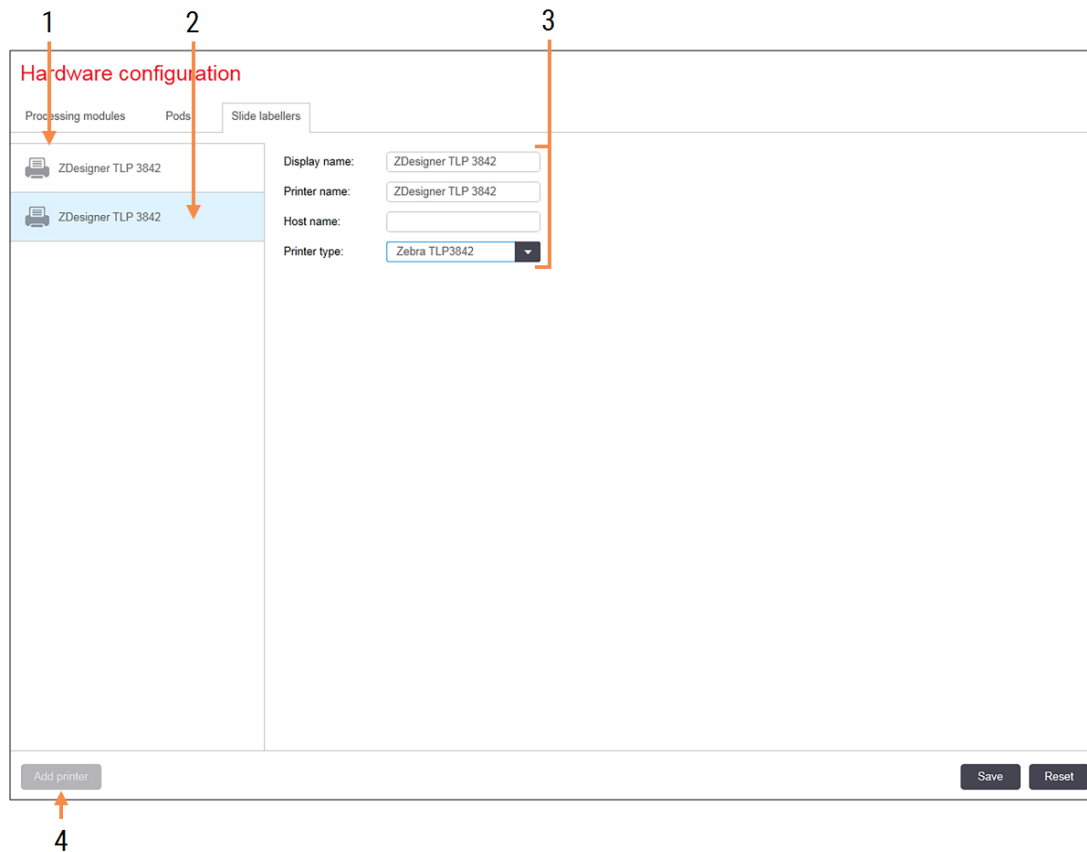 1 2 3
Hardware configuration
Processing modules Pods Slide labellers
ZDesigner TLP 3842
ZDesigner TLP 3842
Display name: ZDesigner TLP 3842
Printer name: ZDesigner TLP 3842
Host name:
Printer type: Zebra TLP3842
Add printer Save Reset
4